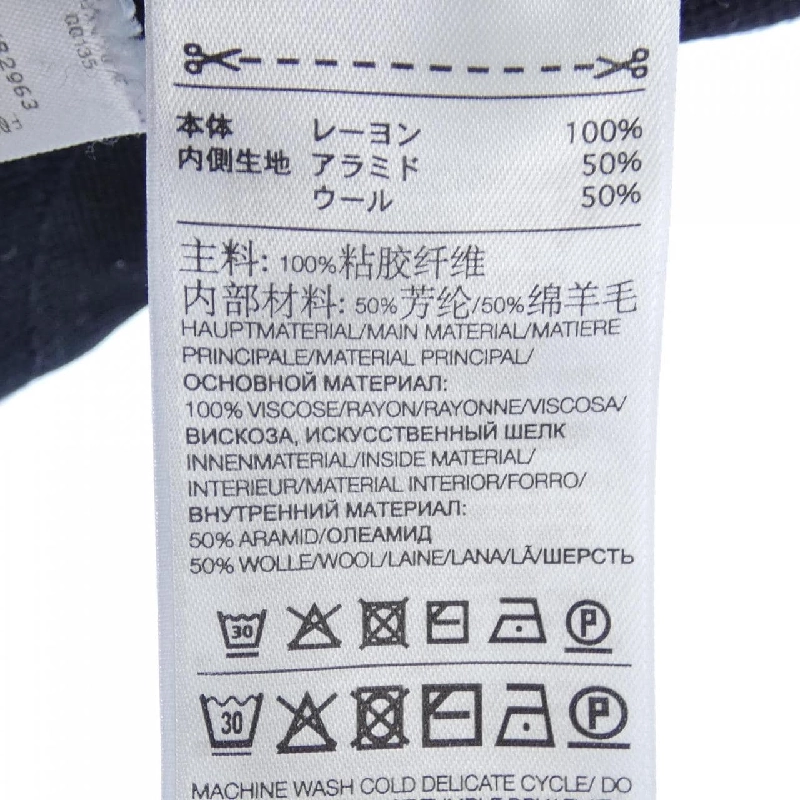 00135
82963
本体 レーヨン 100%
内側生地 アラミド 50%
ウール 50%
主料: 100%粘胶纤维
内部材料: 50%芳纶/50%绵羊毛
HAUPTMATERIAL/MAIN MATERIAL/MATIERE
PRINCIPALE/MATERIAL PRINCIPAL/
ОСНОВНОЙ МАТЕРИАЛ:
100% VISCOSE/RAYON/RAYONNE/VISCOSA/
ВИСКОЗА, ИСКУССТВЕННЫЙ ШЕЛК
INNENMATERIAL/INSIDE MATERIAL/
INTERIEUR/MATERIAL INTERIOR/FORRO/
ВНУТРЕННИЙ МАТЕРИАЛ:
50% ARAMID/ОЛЕАМИД
50% WOLLE/WOOL/LAINE/LANA/LÃ/ШЕРСТЬ
30 P
30 P
MACHINE WASH COLD DELICATE CYCLE/ DO